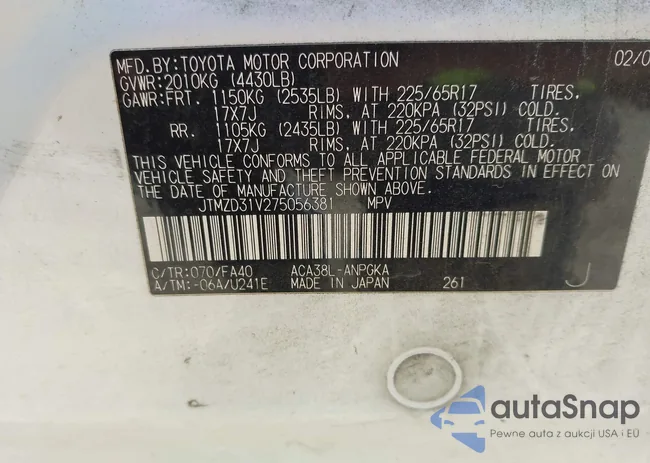 MFD.BY:TOYOTA MOTOR CORPORATION 02/0
GVWR:2010KG (4430LB)
GAWR:FRT. 1150KG (2535LB) WITH 225/65R17 TIRES,
17X7J RIMS, AT 220KPA (32PSI) COLD.
RR. 1105KG (2435LB) WITH 225/65R17 TIRES,
17X7J RIMS, AT 220KPA (32PSI) COLD.
THIS VEHICLE CONFORMS TO ALL APPLICABLE FEDERAL MOTOR
VEHICLE SAFETY AND THEFT PREVENTION STANDARDS IN EFFECT ON
THE DATE OF MANUFACTURE SHOWN ABOVE.
JTMZD31V275056381 MPV
C/TR:070/FA40 ACA38L-ANPGKA
A/TM:-06A/U241E MADE IN JAPAN 261 J
autoSnap
Pewne auta z aukcji USA i EU